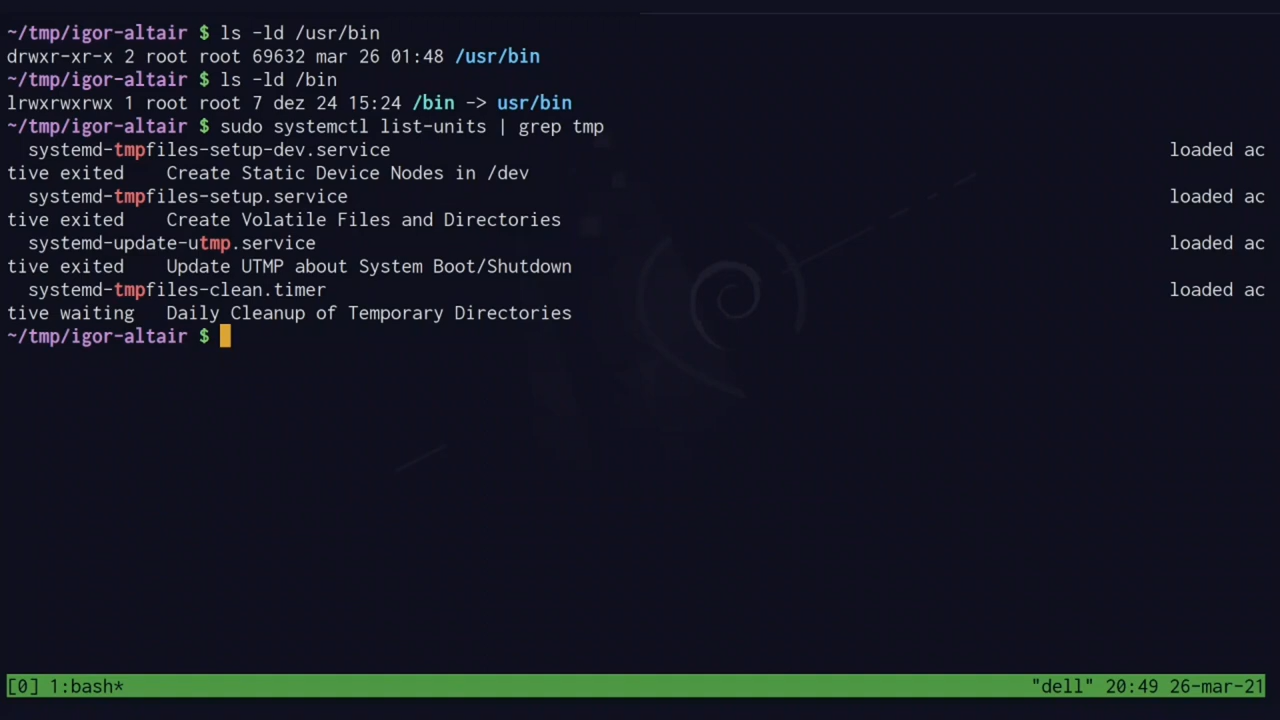 ~/tmp/igor-altair $ ls -ld /usr/bin
drwxr-xr-x 2 root root 69632 mar 26 01:48 /usr/bin
~/tmp/igor-altair $ ls -ld /bin
lrwxrwxrwx 1 root root 7 dez 24 15:24 /bin -> usr/bin
~/tmp/igor-altair $ sudo systemctl list-units | grep tmp
  systemd-tmpfiles-setup-dev.service                                                                         loaded ac
tive exited    Create Static Device Nodes in /dev
  systemd-tmpfiles-setup.service                                                                             loaded ac
tive exited    Create Volatile Files and Directories
  systemd-update-utmp.service                                                                                loaded ac
tive exited    Update UTMP about System Boot/Shutdown
  systemd-tmpfiles-clean.timer                                                                               loaded ac
tive waiting   Daily Cleanup of Temporary Directories
~/tmp/igor-altair $
[0] 1:bash* "dell" 20:49 26-mar-21